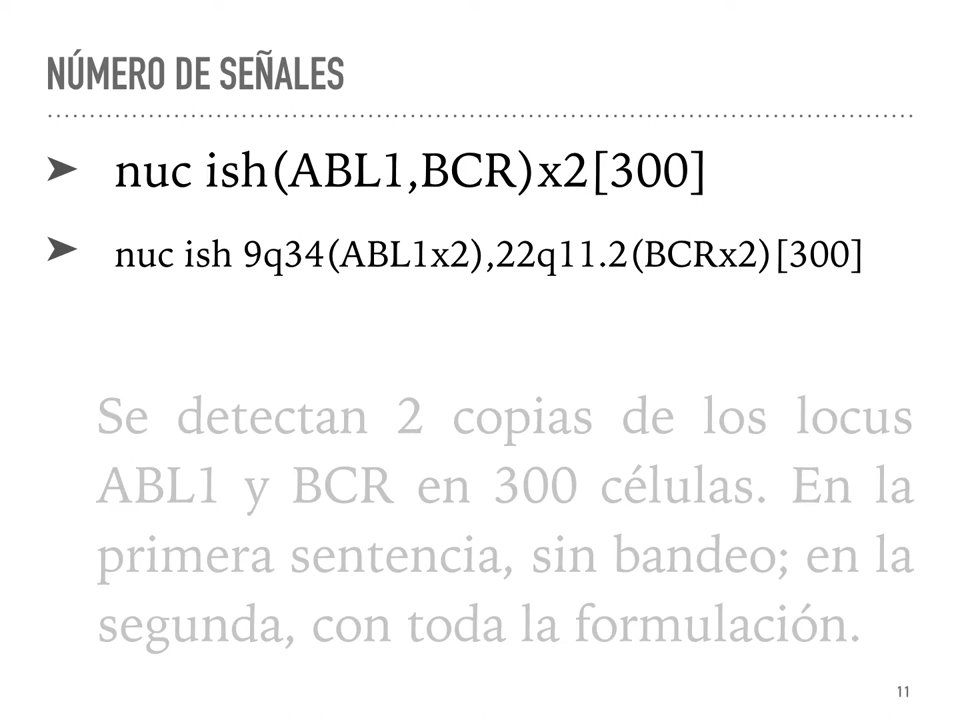 NÚMERO DE SEÑALES
➤ nuc ish(ABL1,BCR)x2[300]
➤ nuc ish 9q34(ABL1x2),22q11.2(BCRx2)[300]
Se detectan 2 copias de los locus
ABL1 y BCR en 300 células. En la
primera sentencia, sin bandeo; en la
segunda, con toda la formulación.
11